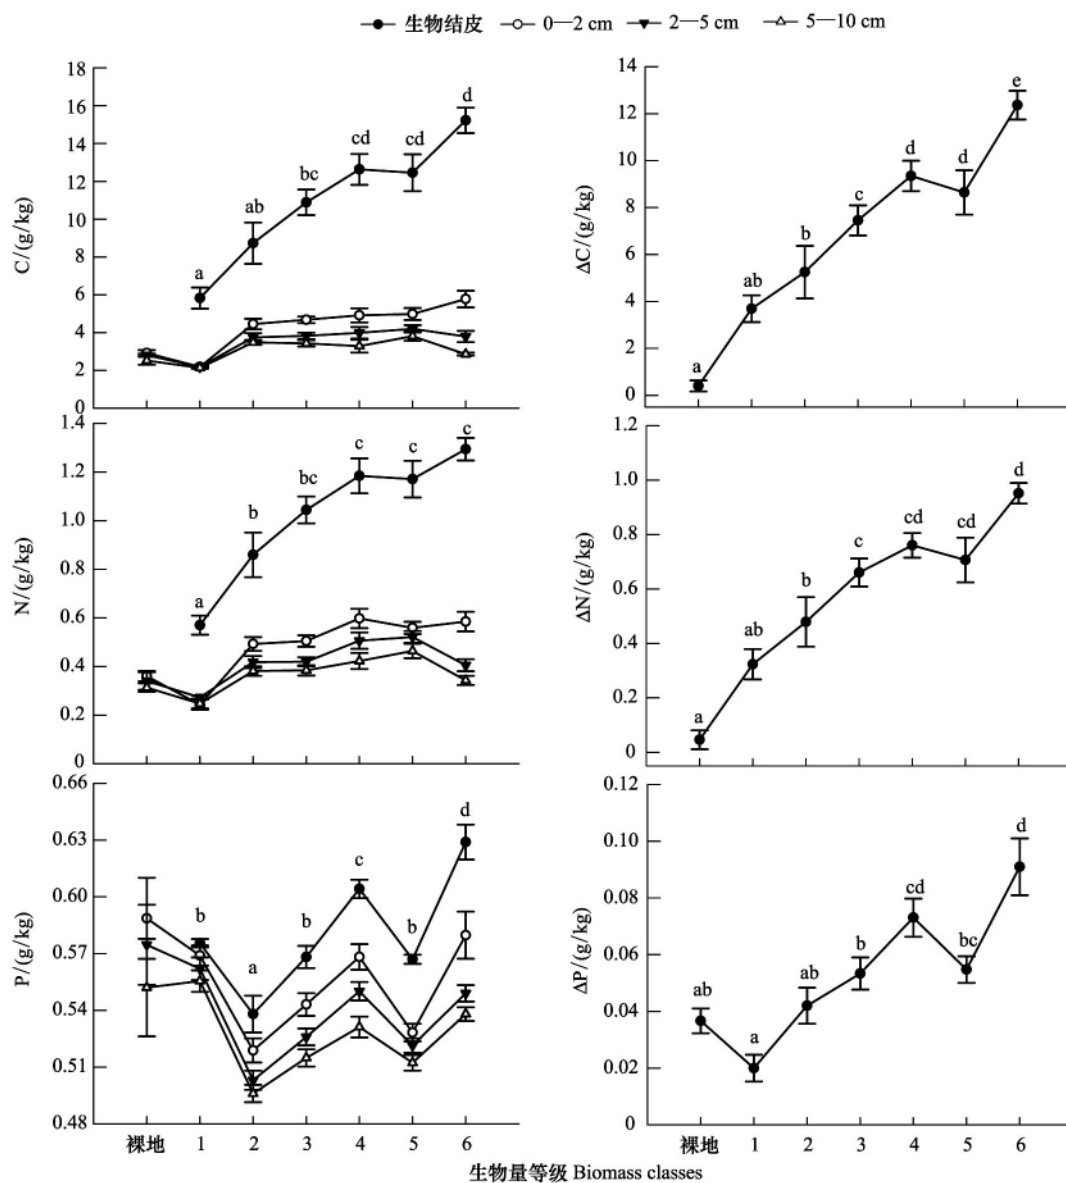 生物结皮 0—2 cm 2—5 cm 5—10 cm
18
16
14
12
10
8
6
4
2
0
C/(g/kg)
a
ab
bc
cd
cd
d
14
12
10
8
6
4
2
0
ΔC/(g/kg)
a
ab
b
c
d
d
e
1.4
1.2
1.0
0.8
0.6
0.4
0.2
0
N/(g/kg)
a
b
bc
c
c
c
1.2
1.0
0.8
0.6
0.4
0.2
0
ΔN/(g/kg)
a
ab
b
c
cd
cd
d
0.66
0.63
0.60
0.57
0.54
0.51
0.48
P/(g/kg)
b
a
b
c
b
d
裸地 1 2 3 4 5 6
0.12
0.10
0.08
0.06
0.04
0.02
0
ΔP/(g/kg)
ab
a
ab
b
cd
bc
d
裸地 1 2 3 4 5 6
生物量等级 Biomass classes